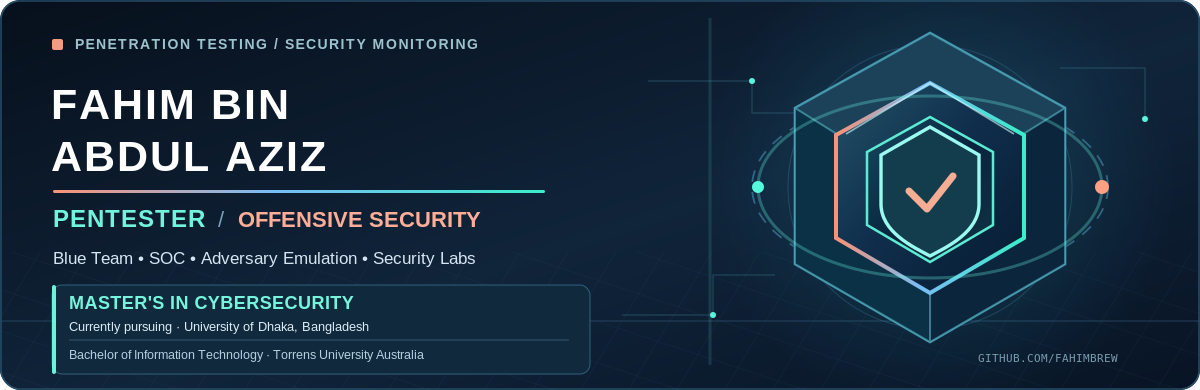 PENETRATION TESTING / SECURITY MONITORING
FAHIM BIN
ABDUL AZIZ
PENTESTER / OFFENSIVE SECURITY
Blue Team • SOC • Adversary Emulation • Security Labs
MASTER'S IN CYBERSECURITY
Currently pursuing · University of Dhaka, Bangladesh
Bachelor of Information Technology · Torrens University Australia
GITHUB.COM/FAHIMBREW